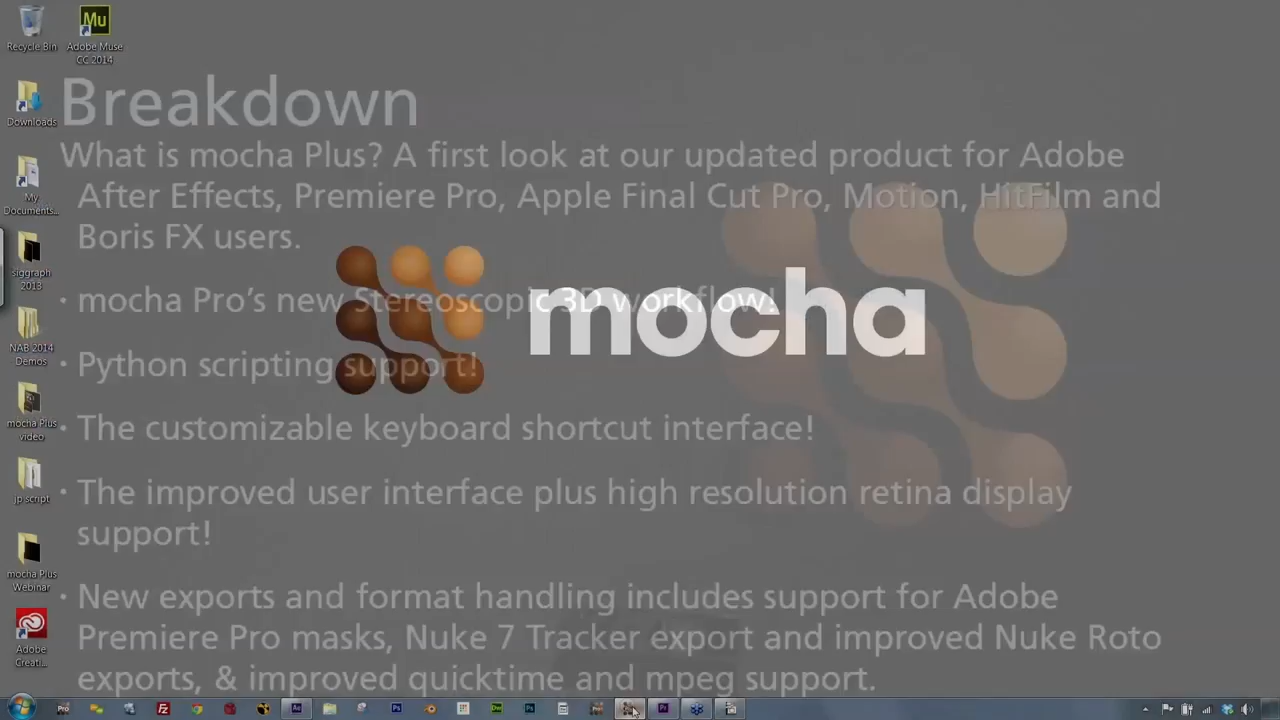 Recycle Bin
Adobe Muse
CC 2014
Downloads
My
Documents...
siggraph
2013
NAB 2014
Demos
mocha Plus
video
jp script
mocha Plus
Webinar
Adobe
Creati...
Breakdown
What is mocha Plus? A first look at our updated product for Adobe
After Effects, Premiere Pro, Apple Final Cut Pro, Motion, HitFilm and
Boris FX users.
• mocha Pro’s new Stereoscopic 3D workflow!
mocha
• Python scripting support!
• The customizable keyboard shortcut interface!
• The improved user interface plus high resolution retina display
support!
• New exports and format handling includes support for Adobe
Premiere Pro masks, Nuke 7 Tracker export and improved Nuke Roto
exports, & improved quicktime and mpeg support.